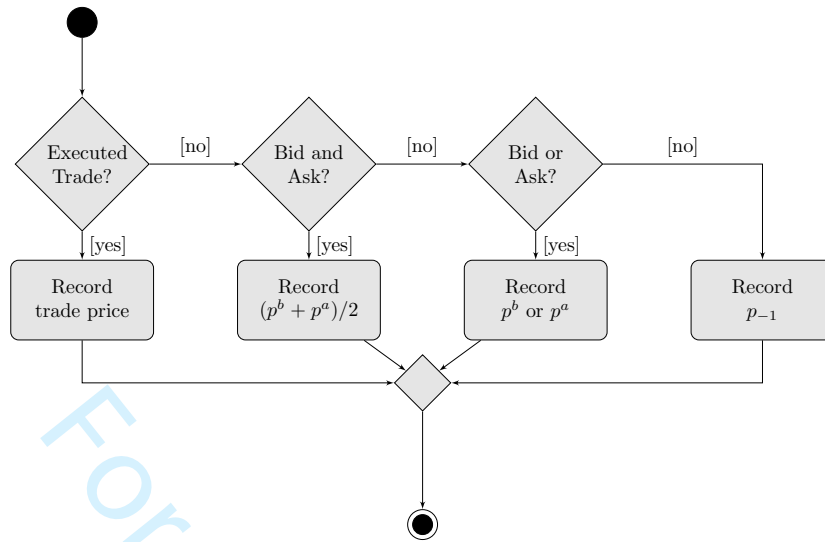 Executed
Trade?
[no]
Bid and
Ask?
[no]
Bid or
Ask?
[no]
[yes]
[yes]
[yes]
Record
trade price
Record
(p^b + p^a)/2
Record
p^b or p^a
Record
p_{-1}
For